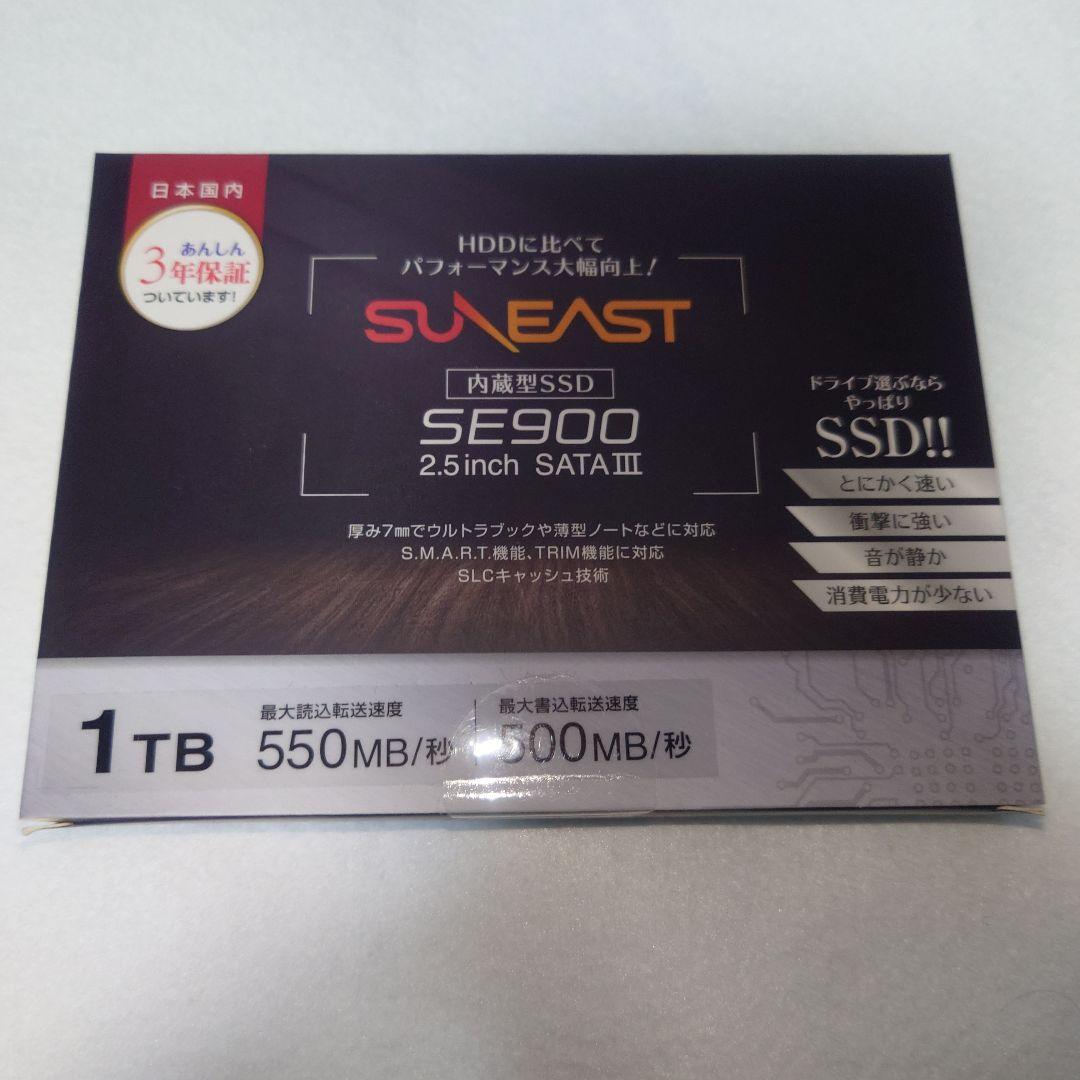 日本国内
あんしん
3年保証
ついています!
HDDに比べて
パフォーマンス大幅向上!
SUNEAST
内蔵型SSD
SE900
2.5inch SATAIII
厚み7mmでウルトラブックや薄型ノートなどに対応
S.M.A.R.T.機能、TRIM機能に対応
SLCキャッシュ技術
ドライブ選ぶなら
やっぱり
SSD!!
とにかく速い
衝撃に強い
音が静か
消費電力が少ない
1TB
最大読込転送速度
550MB/秒
最大書込転送速度
500MB/秒